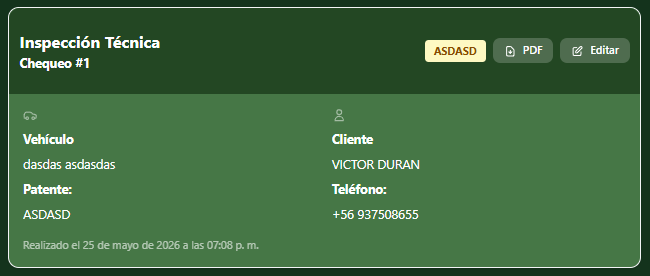 Inspección Técnica
Chequeo #1
ASDASD
PDF
Editar
Vehículo
dasdas asdasdas
Patente:
ASDASD
Cliente
VICTOR DURAN
Teléfono:
+56 937508655
Realizado el 25 de mayo de 2026 a las 07:08 p. m.